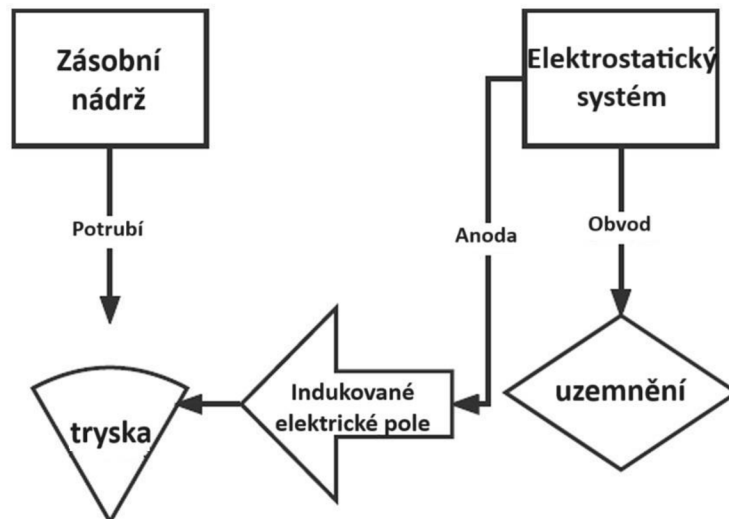 Zásobní
nádrž
Elektrostatický
systém
Potrubí
Anoda
Obvod
Indukované
elektrické pole
tryska
uzemnění